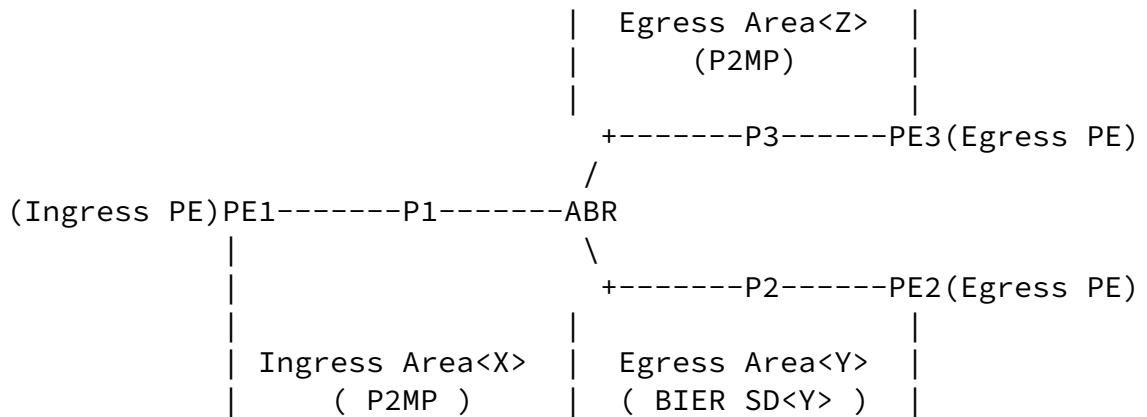 |  Egress Area<Z>  |
|      (P2MP)      |
|                  |
+-------P3------PE3(Egress PE)
/
(Ingress PE)PE1-------P1-------ABR
|                  \
|                   +-------P2------PE2(Egress PE)
|                  |                  |
| Ingress Area<X>  |  Egress Area<Y>  |
|    ( P2MP )      |  ( BIER SD<Y> )  |